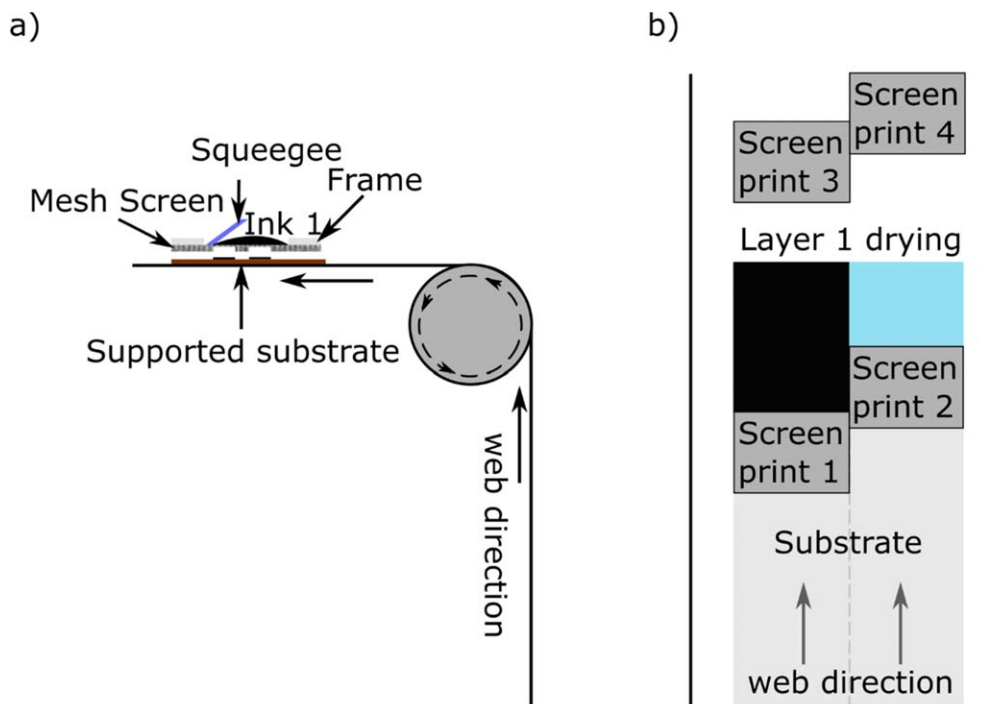 a)
Squeegee
Mesh Screen
Frame
Ink 1
Supported substrate
web direction
b)
Screen
print 4
Screen
print 3
Layer 1 drying
Screen
print 2
Screen
print 1
Substrate
web direction